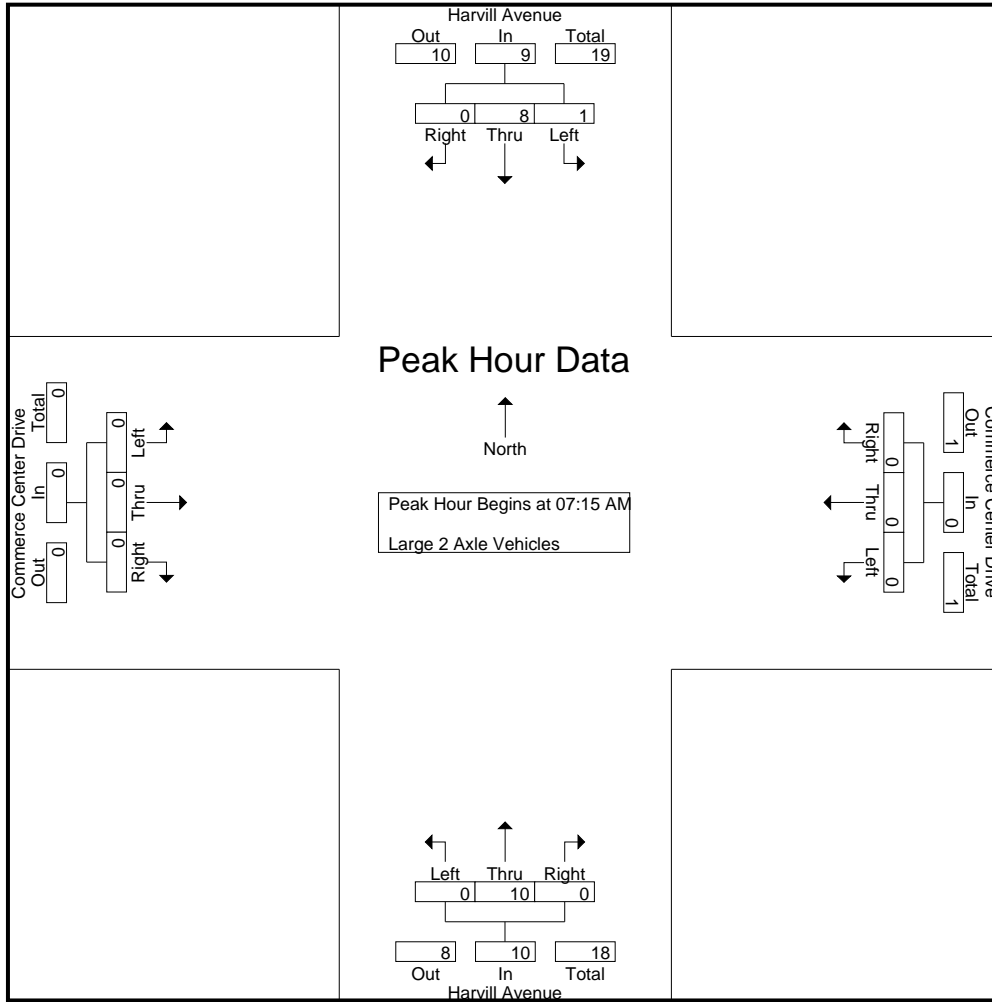 Harvill Avenue
Out In Total
10 9 19
0 8 1
Right Thru Left
Peak Hour Data
North
Peak Hour Begins at 07:15 AM
Large 2 Axle Vehicles
Commerce Center Drive
Out In Total
0 0 0
0 0 0
Left Thru Right
Right Thru Left
0 0 0
1 0 1
Out In Total
Commerce Center Drive
Left Thru Right
0 10 0
8 10 18
Out In Total
Harvill Avenue